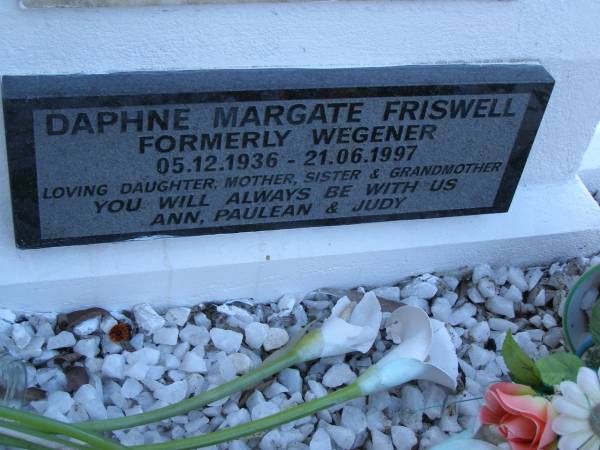 DAPHNE MARGATE FRISWELL
FORMERLY WEGENER
05.12.1936 - 21.06.1997
LOVING DAUGHTER, MOTHER, SISTER & GRANDMOTHER
YOU WILL ALWAYS BE WITH US
ANN, PAULEAN & JUDY